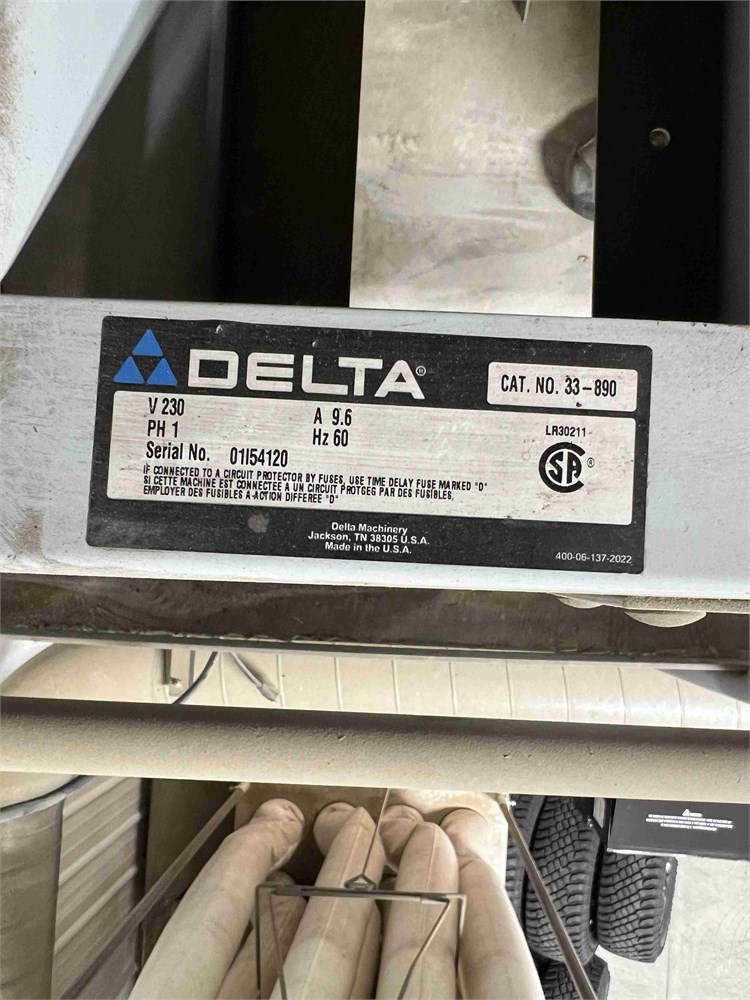 DELTA®
CAT. NO. 33-890
V 230 A 9.6
PH 1 Hz 60
LR30211
Serial No. 01I54120
SA ®
IF CONNECTED TO A CIRCUIT PROTECTOR BY FUSES, USE TIME DELAY FUSE MARKED "D"
SI CETTE MACHINE EST CONNECTEE A UN CIRCUIT PROTGEG PAR DES FUSIBLES,
EMPLOYER DES FUSIBLES A ACTION DIFFEREE "D"
Delta Machinery
Jackson, TN 38305 U.S.A.
Made in the U.S.A.
400-06-137-2022